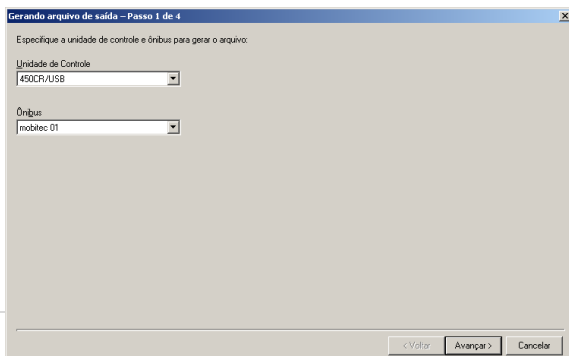 Gerando arquivo de saída – Passo 1 de 4
Especifique a unidade de controle e ônibus para gerar o arquivo:
Unidade de Controle
450CR/USB
Ônibus
mobitec 01
< Voltar
Avançar >
Cancelar